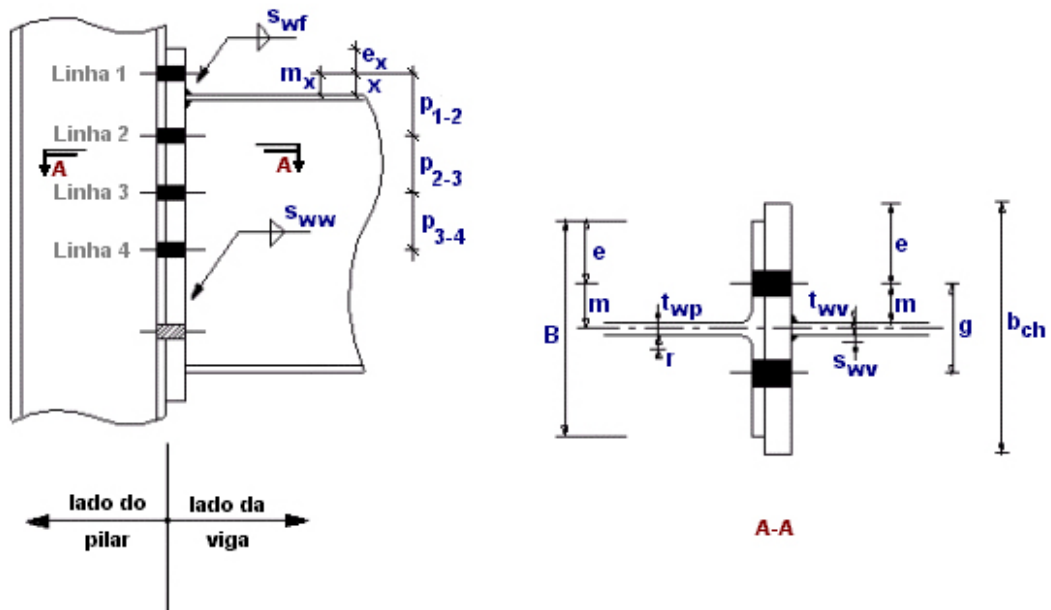 s_wf
Linha 1
e_x
m_x
x
p_1-2
Linha 2
A
A
p_2-3
Linha 3
s_ww
p_3-4
Linha 4
lado do
pilar
lado da
viga
e
e
m
t_wp
t_wv
m
B
g
b_ch
r
s_wv
A-A